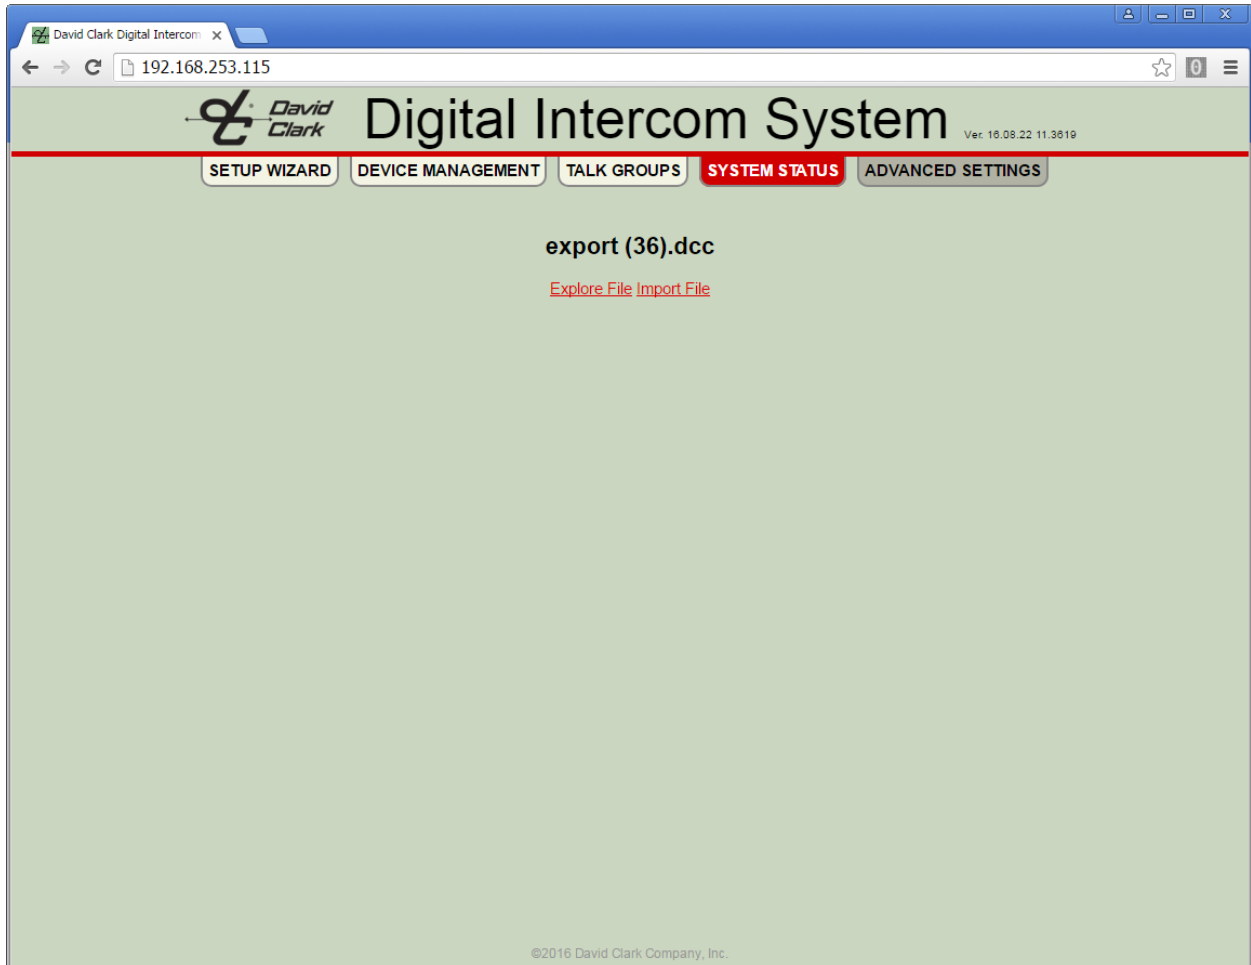 David Clark Digital Intercom
192.168.253.115
David Clark
Digital Intercom System Ver. 16.08.22 11.3619
SETUP WIZARD DEVICE MANAGEMENT TALK GROUPS SYSTEM STATUS ADVANCED SETTINGS
export (36).dcc
Explore File Import File
©2016 David Clark Company, Inc.